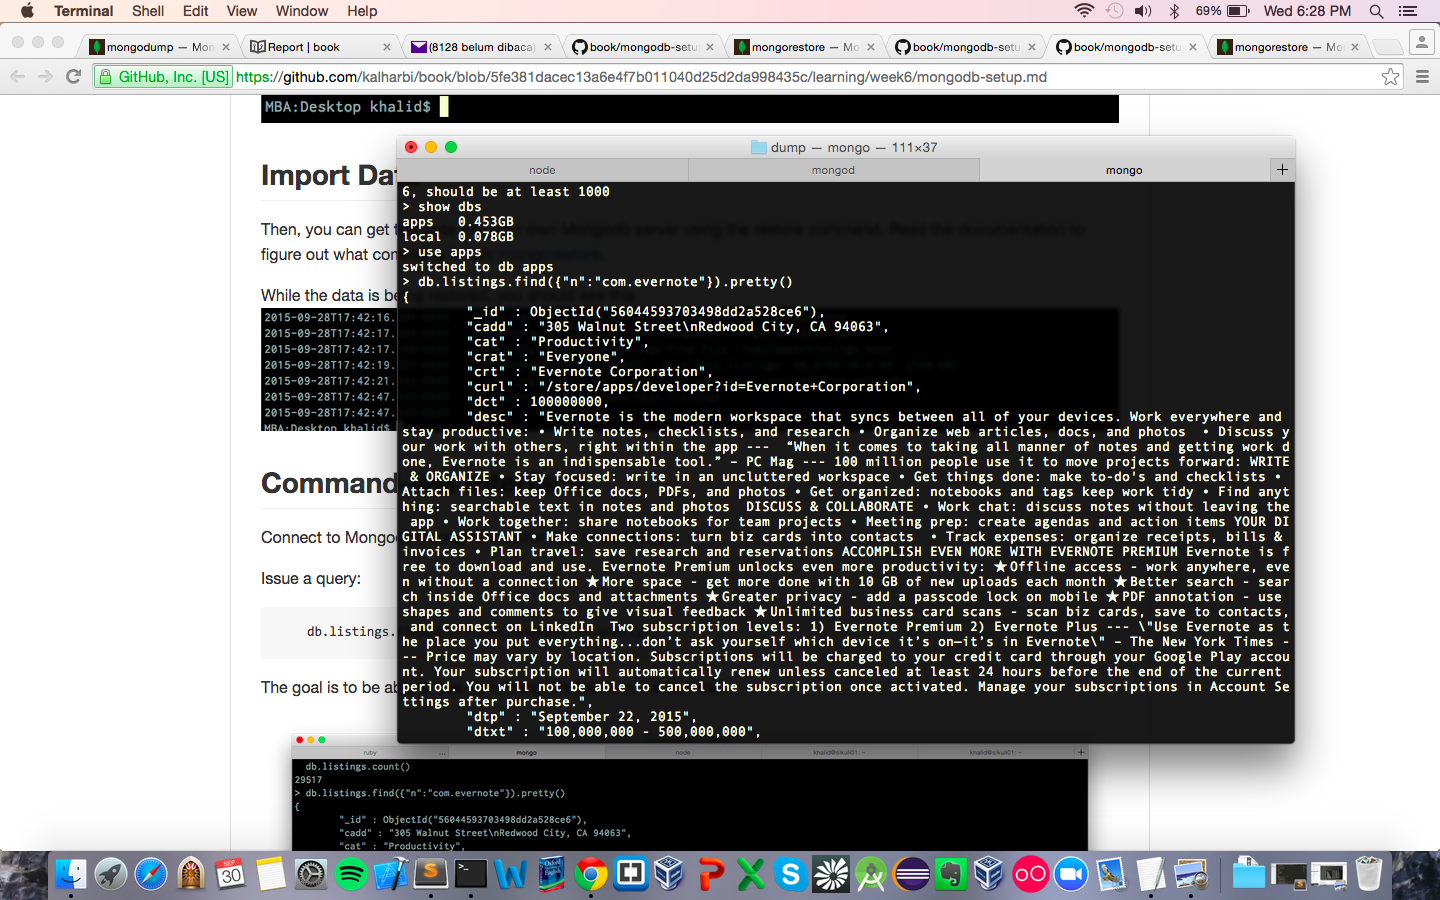 Terminal Shell Edit View Window Help 69% Wed 6:28 PM
mongodump — Mon
Report | book
(6128 belum dibaca)
book/mongodb-setu
mongorestore — Mo
book/mongodb-setu
book/mongodb-setu
mongorestore — Mo
GitHub, Inc. [US] https://github.com/kalharbi/book/blob/5fe381dacec13a6e4f7b011040d25d2da998435c/learning/week6/mongodb-setup.md
MBA:Desktop khalid$
Import Da
Then, you can get
figure out what co
While the data is be
2015-09-28T17:42:16.
2015-09-28T17:42:17.
2015-09-28T17:42:17.
2015-09-28T17:42:19.
2015-09-28T17:42:21.
2015-09-28T17:42:47.
2015-09-28T17:42:47.
MBA:Desktop khalid$
Command
Connect to Mongo
Issue a query:
db.listings.
The goal is to be ab
dump — mongo — 111×37
node mongod mongo +
6, should be at least 1000
> show dbs
apps 0.453GB
local 0.078GB
> use apps
switched to db apps
> db.listings.find({"n":"com.evernote"}).pretty()
{
"_id" : ObjectId("56044593703498dd2a528ce6"),
"cadd" : "305 Walnut Street\nRedwood City, CA 94063",
"cat" : "Productivity",
"crat" : "Everyone",
"crt" : "Evernote Corporation",
"curl" : "/store/apps/developer?id=Evernote+Corporation",
"dct" : 100000000,
"desc" : "Evernote is the modern workspace that syncs between all of your devices. Work everywhere and
stay productive: • Write notes, checklists, and research • Organize web articles, docs, and photos • Discuss y
our work with others, right within the app --- “When it comes to taking all manner of notes and getting work d
one, Evernote is an indispensable tool.” – PC Mag --- 100 million people use it to move projects forward: WRITE
& ORGANIZE • Stay focused: write in an uncluttered workspace • Get things done: make to-do's and checklists •
Attach files: keep Office docs, PDFs, and photos • Get organized: notebooks and tags keep work tidy • Find anyt
hing: searchable text in notes and photos DISCUSS & COLLABORATE • Work chat: discuss notes without leaving the
app • Work together: share notebooks for team projects • Meeting prep: create agendas and action items YOUR DI
GITAL ASSISTANT • Make connections: turn biz cards into contacts • Track expenses: organize receipts, bills &
invoices • Plan travel: save research and reservations ACCOMPLISH EVEN MORE WITH EVERNOTE PREMIUM Evernote is f
ree to download and use. Evernote Premium unlocks even more productivity: ★Offline access - work anywhere, eve
n without a connection ★More space - get more done with 10 GB of new uploads each month ★Better search - sear
ch inside Office docs and attachments ★Greater privacy - add a passcode lock on mobile ★PDF annotation - use
shapes and comments to give visual feedback ★Unlimited business card scans - scan biz cards, save to contacts,
and connect on LinkedIn Two subscription levels: 1) Evernote Premium 2) Evernote Plus --- \"Use Evernote as t
he place you put everything...don’t ask yourself which device it’s on—it’s in Evernote\" – The New York Times -
-- Price may vary by location. Subscriptions will be charged to your credit card through your Google Play accou
nt. Your subscription will automatically renew unless canceled at least 24 hours before the end of the current
period. You will not be able to cancel the subscription once activated. Manage your subscriptions in Account Se
ttings after purchase.",
"dtp" : "September 22, 2015",
"dtxt" : "100,000,000 - 500,000,000",
ruby ... mongo node khalid@sikuli01: ~ khalid@sikuli01: ~ +
db.listings.count()
29517
> db.listings.find({"n":"com.evernote"}).pretty()
{
"_id" : ObjectId("56044593703498dd2a528ce6"),
"cadd" : "305 Walnut Street\nRedwood City, CA 94063",
"cat" : "Productivity",
SEP
30